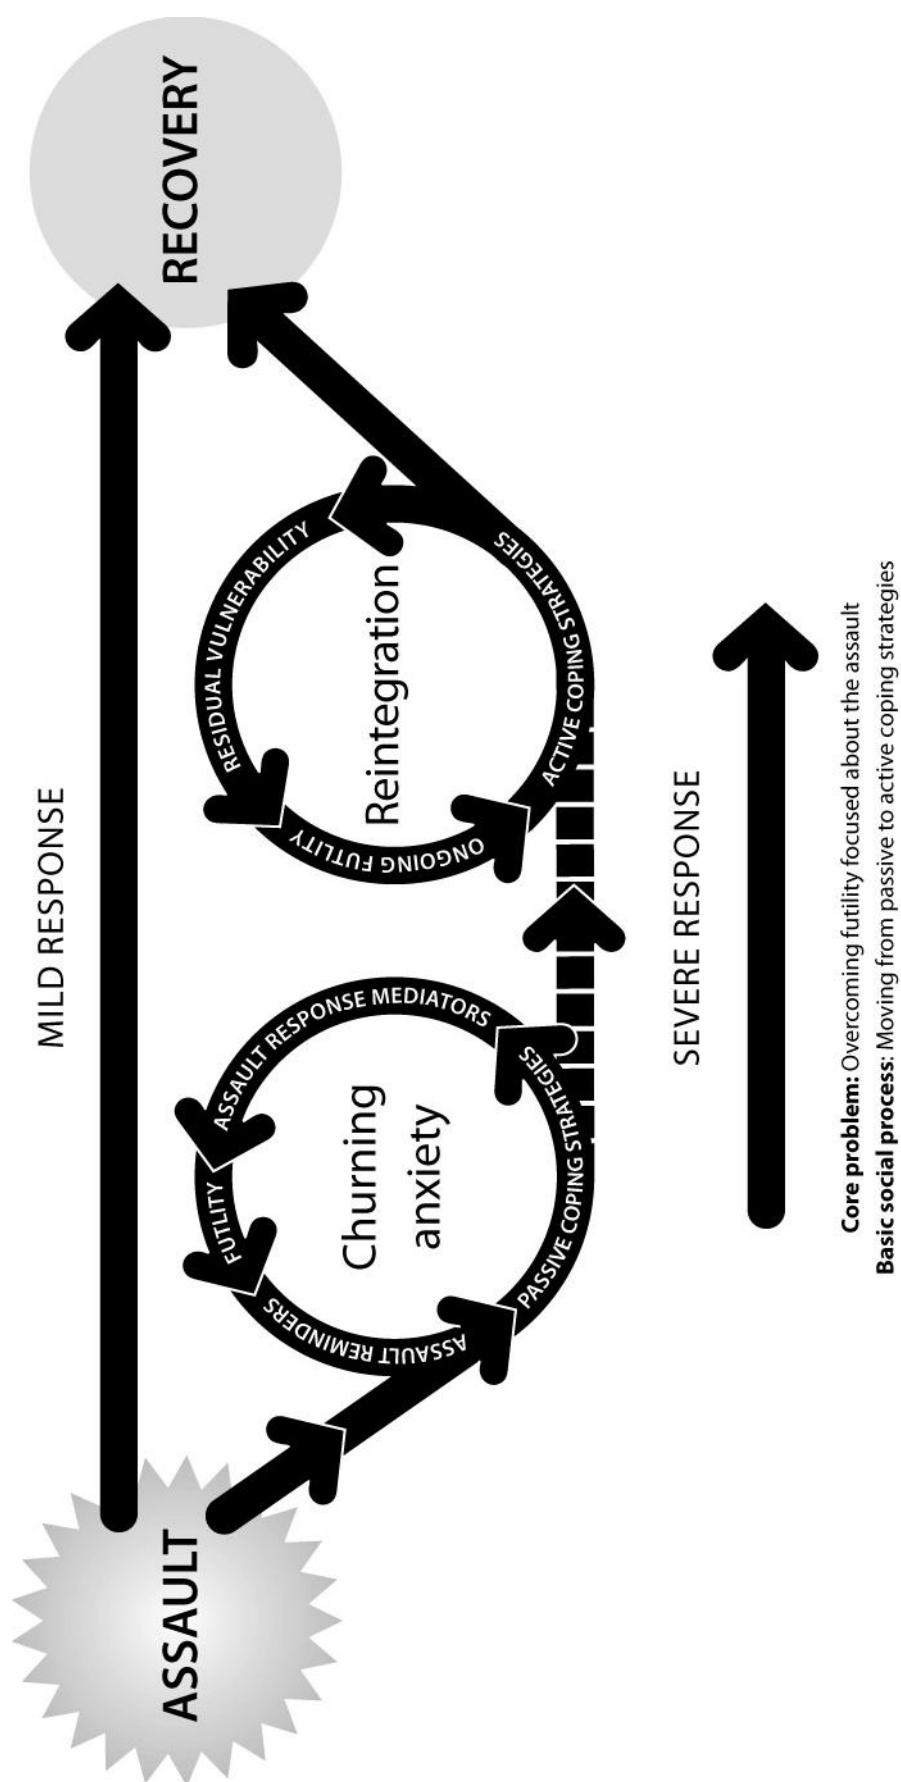 MILD RESPONSE
ASSAULT
RECOVERY
ASSAULT RESPONSE MEDIATORS
FUTLITY
ASSAULT REMINDERS
PASSIVE COPING STRATEGIES
Churning
anxiety
RESIDUAL VULNERABILITY
ONGOING FUTLITY
ACTIVE COPING STRATEGIES
Reintegration
SEVERE RESPONSE
Core problem: Overcoming futility focused about the assault
Basic social process: Moving from passive to active coping strategies